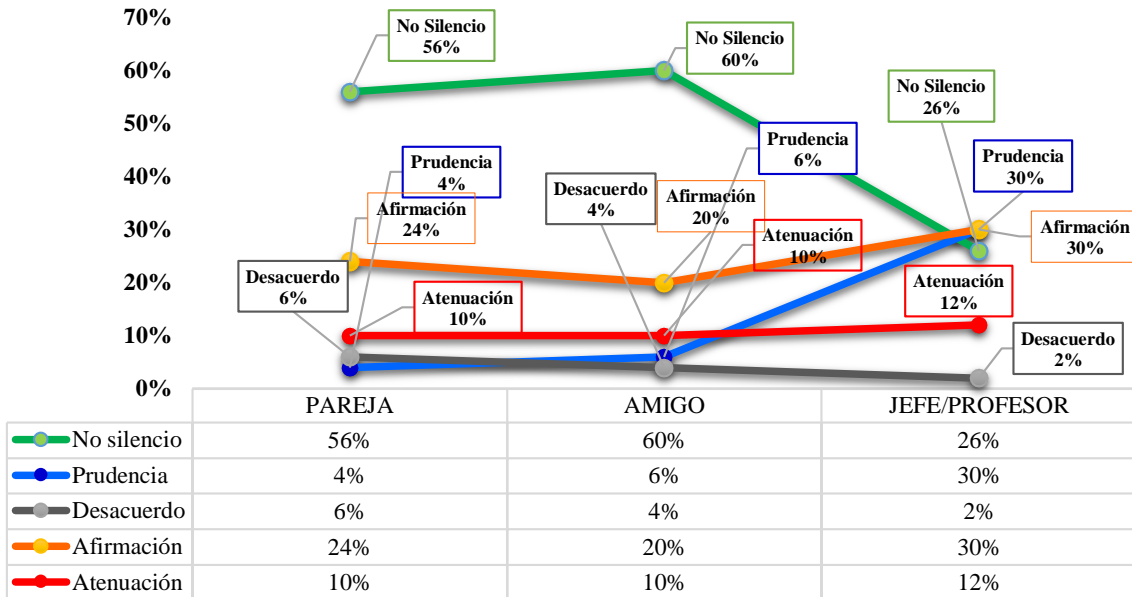 70%
60%
50%
40%
30%
20%
10%
0%
No Silencio
56%
No Silencio
60%
No Silencio
26%
Prudencia
4%
Prudencia
6%
Prudencia
30%
Desacuerdo
4%
Afirmación
20%
Afirmación
24%
Afirmación
30%
Atenuación
10%
Desacuerdo
6%
Atenuación
10%
Atenuación
12%
Desacuerdo
2%
PAREJA AMIGO JEFE/PROFESOR
No silencio 56% 60% 26%
Prudencia 4% 6% 30%
Desacuerdo 6% 4% 2%
Afirmación 24% 20% 30%
Atenuación 10% 10% 12%